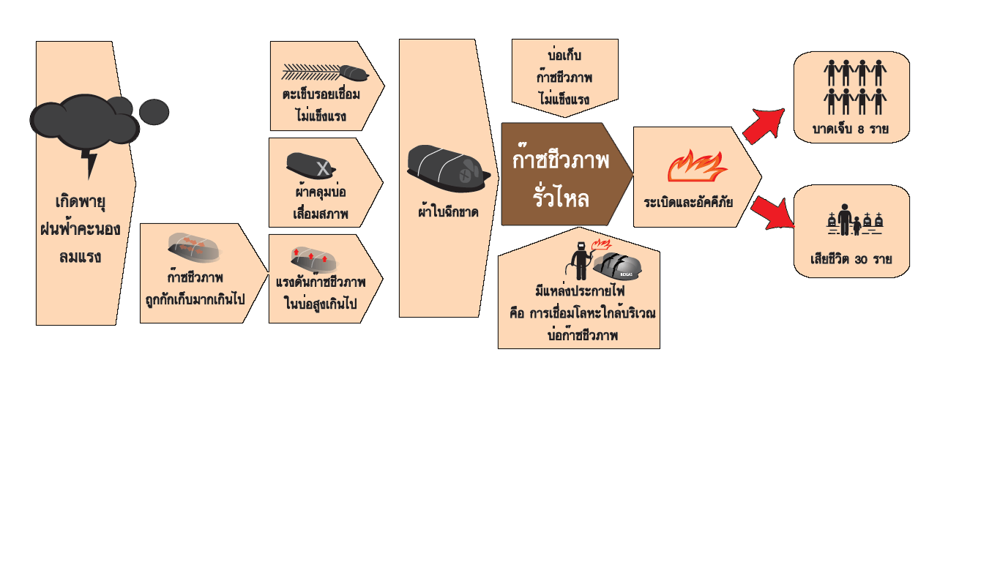 เกิดพายุ
ฝนฟ้าคะนอง
ลมแรง
ก๊าซชีวภาพ
ถูกกักเก็บมากเกินไป
ตะเข็บรอยเชื่อม
ไม่แข็งแรง
ผ้าคลุมบ่อ
เสื่อมสภาพ
แรงดันก๊าซชีวภาพ
ในบ่อสูงเกินไป
ผ้าใบฉีกขาด
บ่อเก็บ
ก๊าซชีวภาพ
ไม่แข็งแรง
ก๊าซชีวภาพ
รั่วไหล
BIOGAS
มีแหล่งประกายไฟ
คือ การเชื่อมโลหะใกล้บริเวณ
บ่อก๊าซชีวภาพ
ระเบิดและอัคคีภัย
บาดเจ็บ 8 ราย
เสียชีวิต 30 ราย